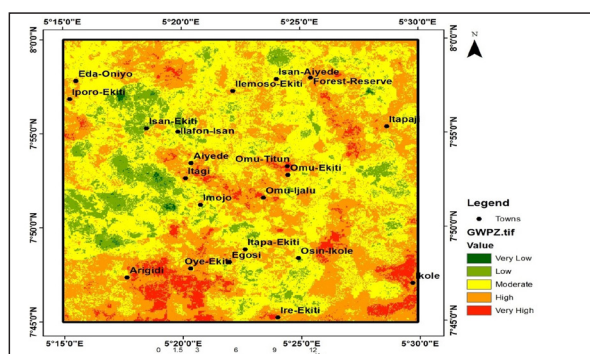 5°15'0"E 5°20'0"E 5°25'0"E 5°30'0"E
8°0'0"N 8°0'0"N
N
Isan-Aiyede
Eda-Oniyo Forest-Reserve
Ilemoso-Ekiti
Iporo-Ekiti
Itapaji
Isan-Ekiti
Ilafon-Isan
7°55'0"N 7°55'0"N
Aiyede Omu-Titun
Itagi Omu-Ekiti
Imojo Omu-Ijalu
7°50'0"N 7°50'0"N
Itapa-Ekiti
Oye-Ekiti Egosi Osin-Ikole
Arigidi Ikole
Ire-Ekiti
7°45'0"N 7°45'0"N
5°15'0"E 5°20'0"E 5°25'0"E 5°30'0"E
0 1.5 3 6 9 12
Legend
Towns
GWPZ.tif
Value
Very Low
Low
Moderate
High
Very High